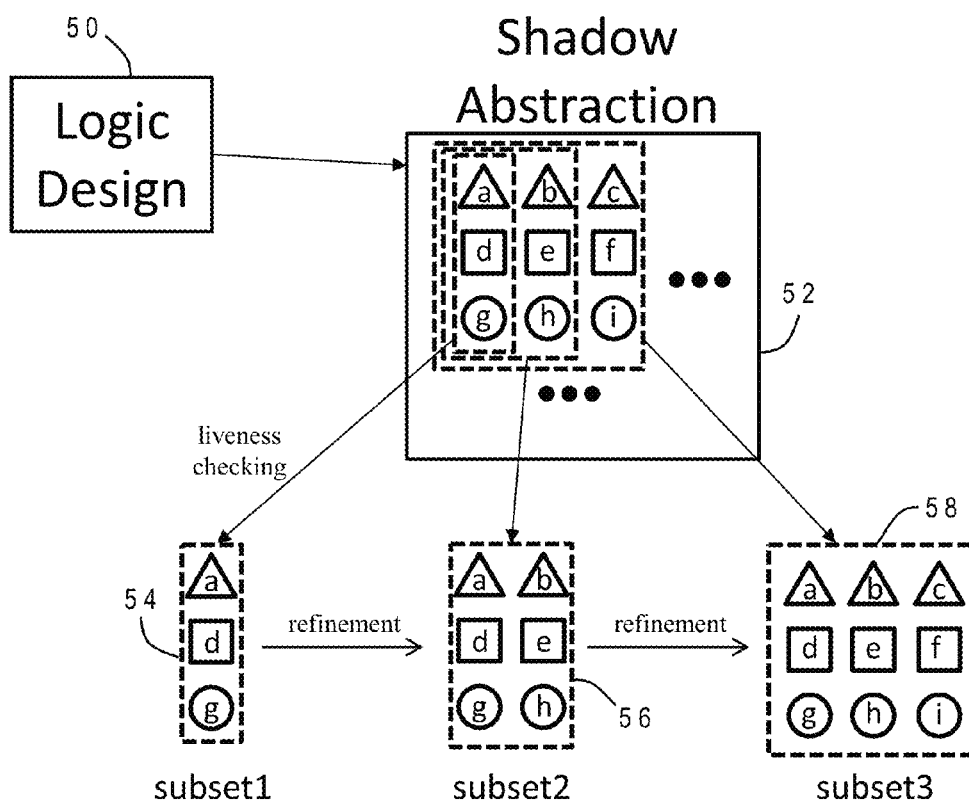 50
Logic
Design
Shadow
Abstraction
a b c
d e f
g h i
52
liveness
checking
58
54
a
d
g
refinement
a b
d e
g h
56
refinement
a b c
d e f
g h i
subset1
subset2
subset3